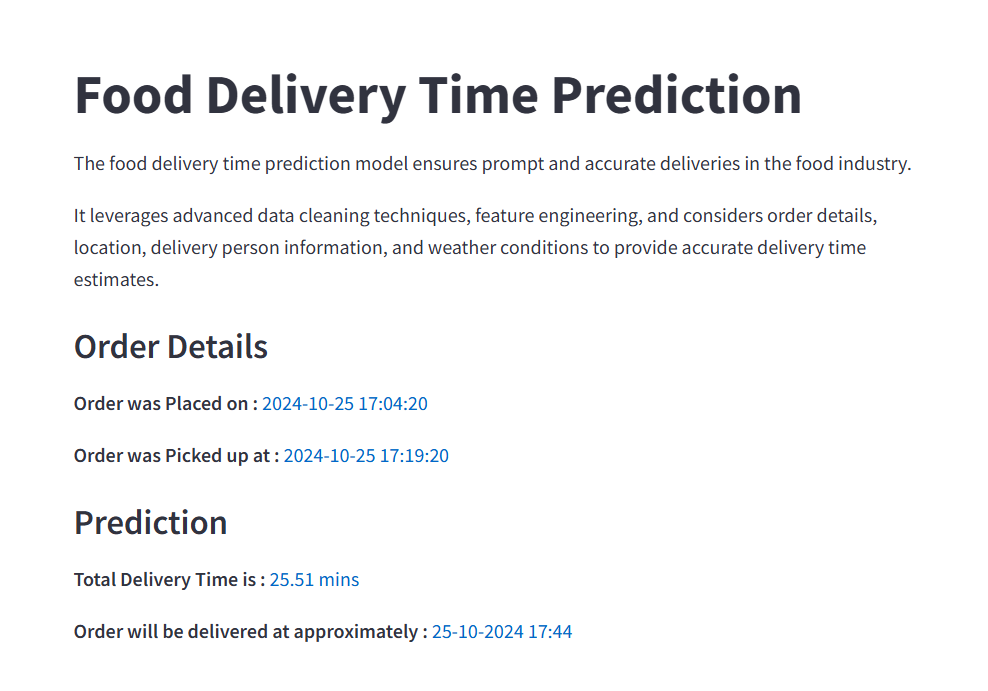 Food Delivery Time Prediction
The food delivery time prediction model ensures prompt and accurate deliveries in the food industry.
It leverages advanced data cleaning techniques, feature engineering, and considers order details,
location, delivery person information, and weather conditions to provide accurate delivery time
estimates.
Order Details
Order was Placed on : 2024-10-25 17:04:20
Order was Picked up at : 2024-10-25 17:19:20
Prediction
Total Delivery Time is : 25.51 mins
Order will be delivered at approximately : 25-10-2024 17:44